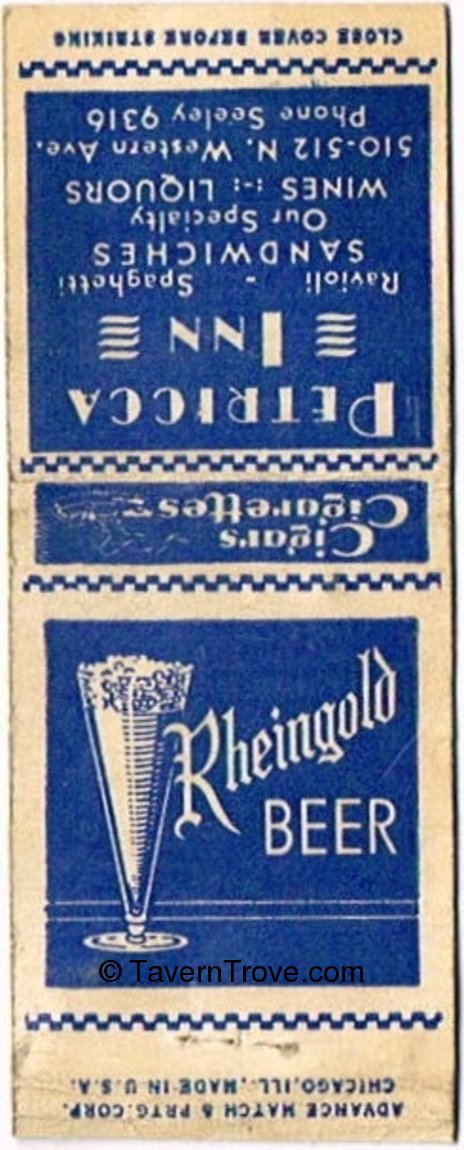 PETRICCA
INN
Ravioli - Spaghetti
SANDWICHES
Our Specialty
WINES :-: LIQUORS
510-512 N. Western Ave.
Phone Seeley 9316
CLOSE COVER BEFORE STRIKING
Cigars
Cigarettes
Rheingold
BEER
© TavernTrove.com
ADVANCE MATCH & PRTG. CORP.
CHICAGO, ILL., MADE IN U.S.A.